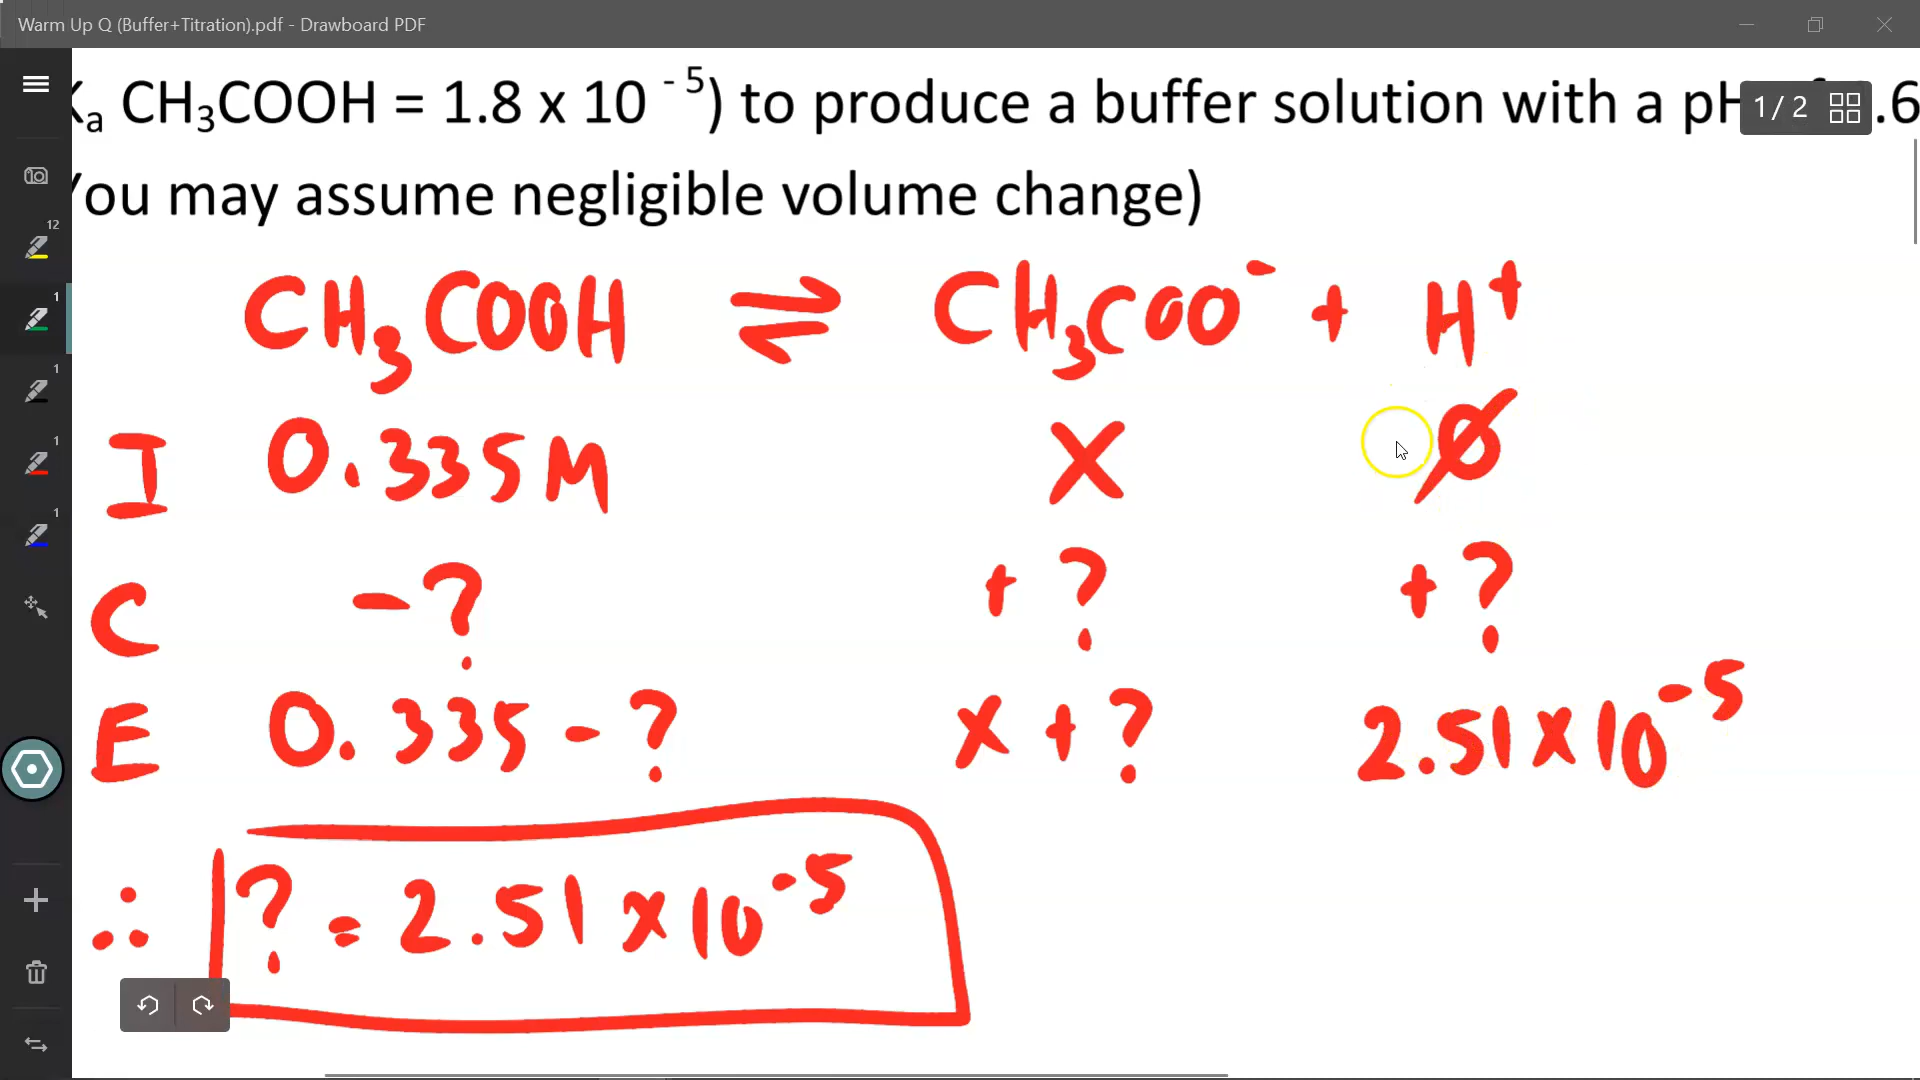 Warm Up Q (Buffer+Titration).pdf - Drawboard PDF
Ka CH₃COOH = 1.8 x 10 ⁻⁵) to produce a buffer solution with a pH .6
1 / 2
You may assume negligible volume change)
12
1
1
1
1
CH₃COOH ⇌ CH₃COO⁻ + H⁺
I 0.335M X Ø
C -? +? +?
E 0.335-? X+? 2.51x10⁻⁵
∴ ? = 2.51x10⁻⁵